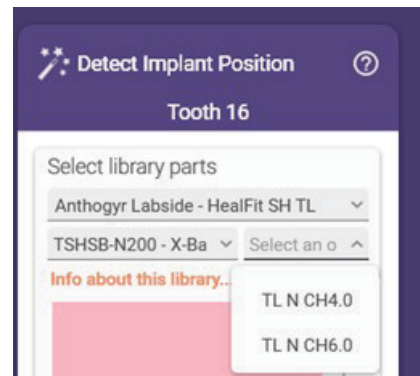 Detect Implant Position
Tooth 16
Select library parts
Anthogyr Labside - HealFit SH TL
TSHSB-N200 - X-Ba Select an o
Info about this library...
TL N CH4.0
TL N CH6.0